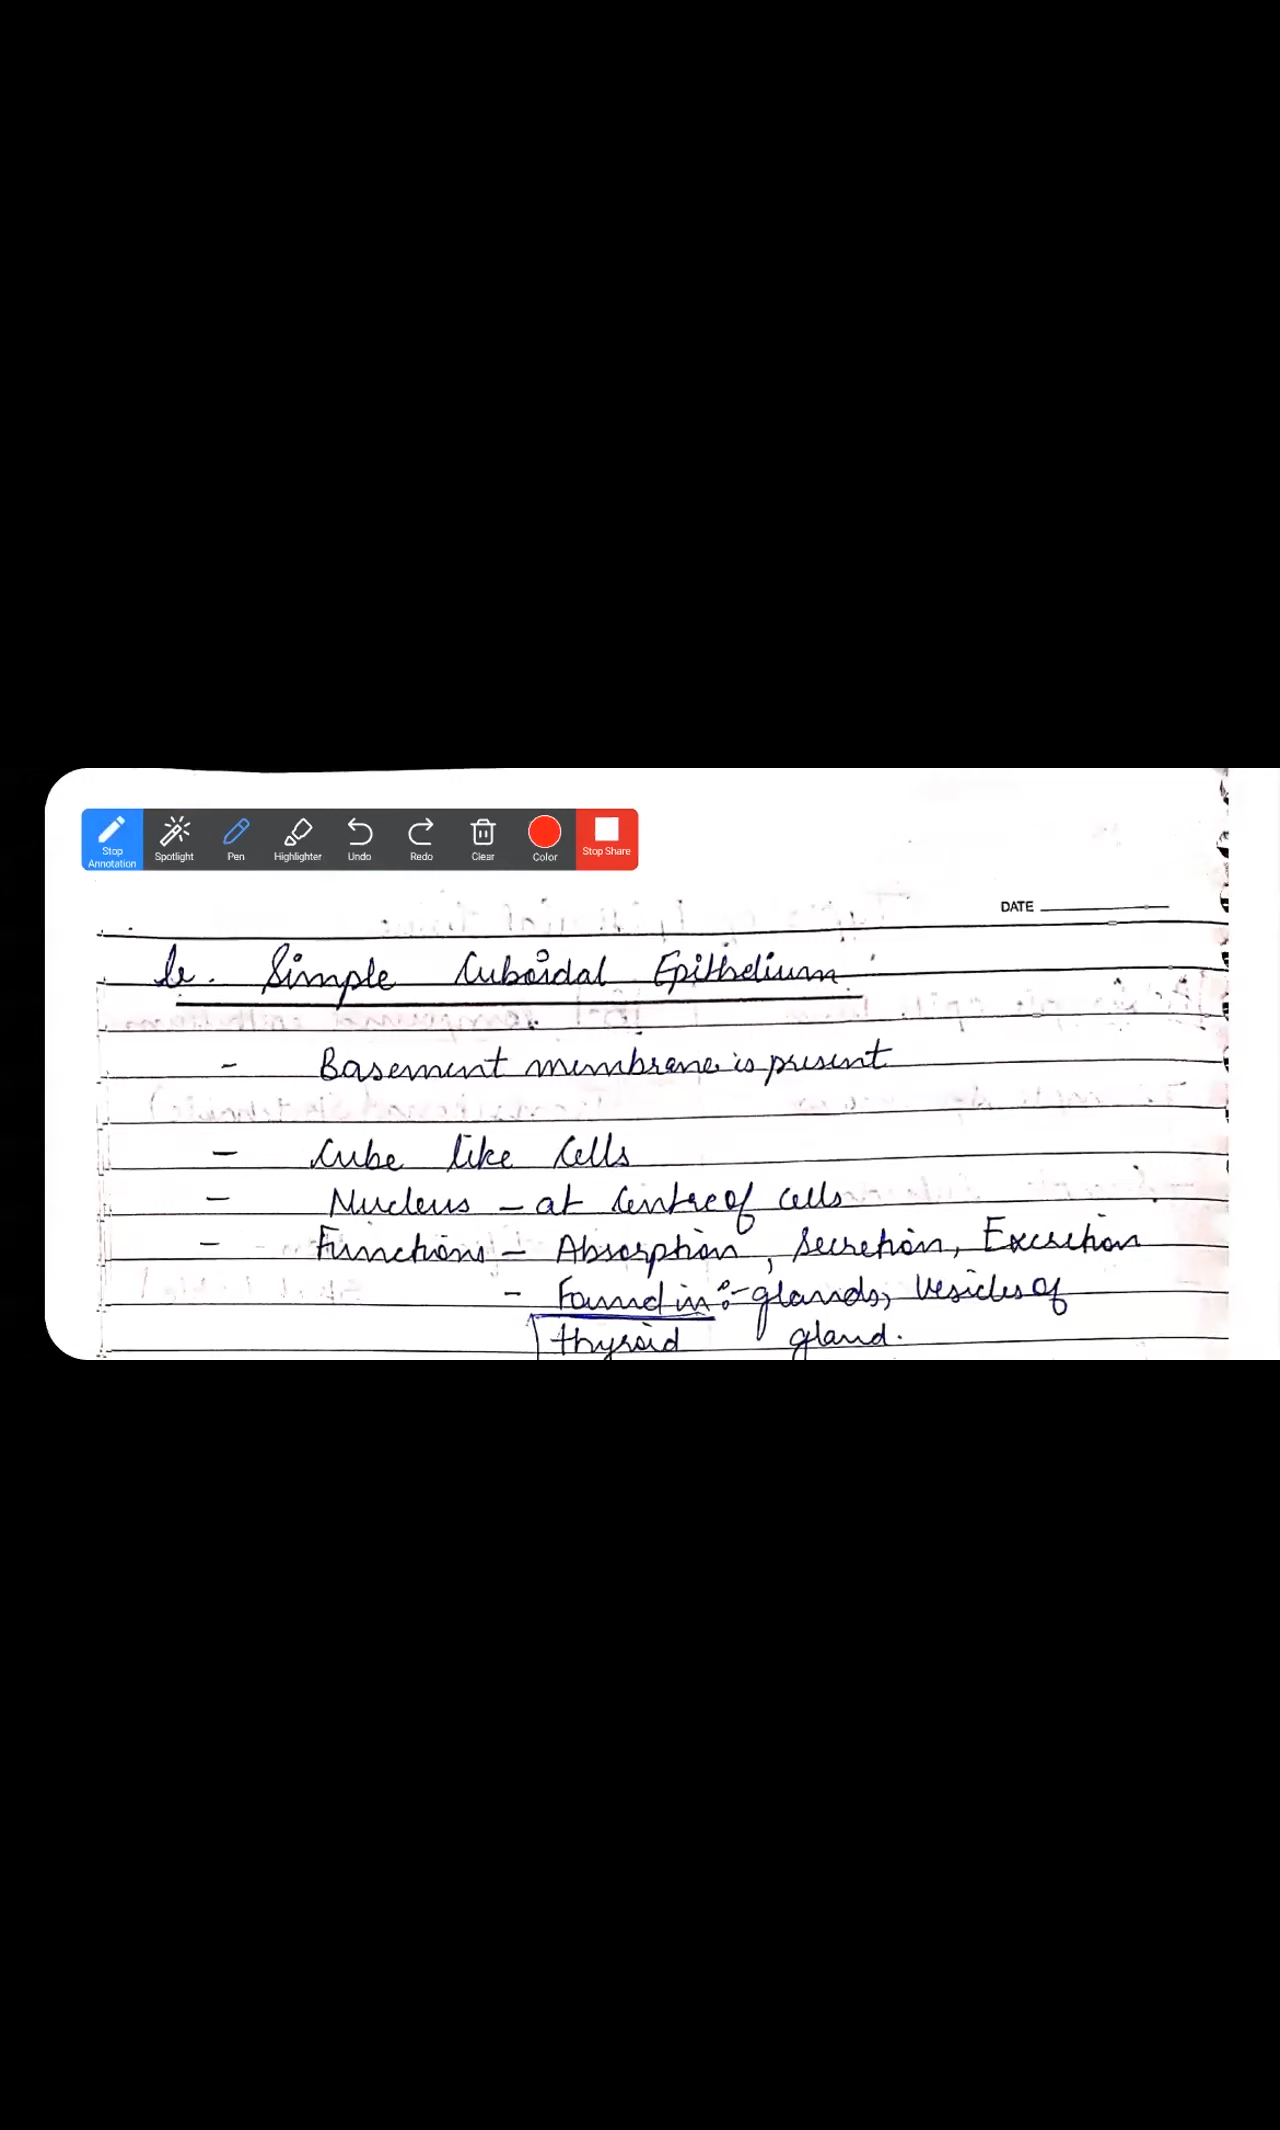 Stop Annotation Spotlight Pen Highlighter Undo Redo Clear Color Stop Share
DATE
b. Simple Cuboidal Epithelium
- Basement membrane is present
- Cube like Cells
- Nucleus - at Centre of cells
- Functions - Absorption, Secretion, Excretion
- Found in :- glands, Vesicles of
thyroid gland.